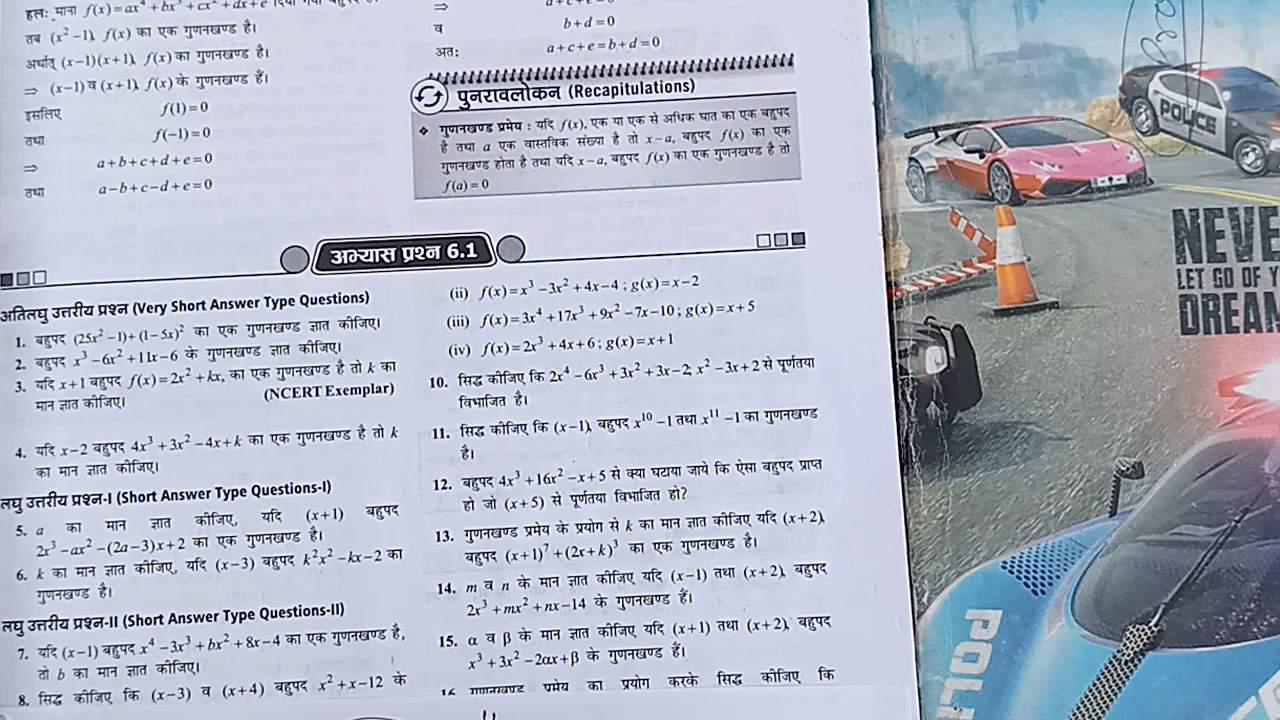 हलः माना f(x)=ax⁴+bx³+cx²+dx+e दिया गया
तब (x²−1), f(x) का एक गुणनखण्ड है।
अर्थात् (x−1)(x+1), f(x) का गुणनखण्ड है।
⇒ (x−1) व (x+1), f(x) के गुणनखण्ड हैं।
इसलिए f(1)=0
तथा f(−1)=0
⇒ a+b+c+d+e=0
तथा a−b+c−d+e=0
⇒
व b+d=0
अतः a+c+e=b+d=0
पुनरावलोकन (Recapitulations)
❖ गुणनखण्ड प्रमेय : यदि f(x), एक या एक से अधिक घात का एक बहुपद
है तथा a एक वास्तविक संख्या है तो x−a, बहुपद f(x) का एक
गुणनखण्ड होता है तथा यदि x−a, बहुपद f(x) का एक गुणनखण्ड है तो
f(a)=0
अभ्यास प्रश्न 6.1
अतिलघु उत्तरीय प्रश्न (Very Short Answer Type Questions)
1. बहुपद (25x²−1)+(1−5x)² का एक गुणनखण्ड ज्ञात कीजिए।
2. बहुपद x³−6x²+11x−6 के गुणनखण्ड ज्ञात कीजिए।
3. यदि x+1 बहुपद f(x)=2x²+kx, का एक गुणनखण्ड है तो k का
मान ज्ञात कीजिए। (NCERT Exemplar)
4. यदि x−2 बहुपद 4x³+3x²−4x+k का एक गुणनखण्ड है तो k
का मान ज्ञात कीजिए।
लघु उत्तरीय प्रश्न-I (Short Answer Type Questions-I)
5. a का मान ज्ञात कीजिए, यदि (x+1) बहुपद
2x³−ax²−(2a−3)x+2 का एक गुणनखण्ड है।
6. k का मान ज्ञात कीजिए, यदि (x−3) बहुपद k²x²−kx−2 का
गुणनखण्ड है।
लघु उत्तरीय प्रश्न-II (Short Answer Type Questions-II)
7. यदि (x−1) बहुपद x⁴−3x³+bx²+8x−4 का एक गुणनखण्ड है,
तो b का मान ज्ञात कीजिए।
8. सिद्ध कीजिए कि (x−3) व (x+4) बहुपद x²+x−12 के
(ii) f(x)=x³−3x²+4x−4 ; g(x)=x−2
(iii) f(x)=3x⁴+17x³+9x²−7x−10 ; g(x)=x+5
(iv) f(x)=2x³+4x+6 ; g(x)=x+1
10. सिद्ध कीजिए कि 2x⁴−6x³+3x²+3x−2, x²−3x+2 से पूर्णतया
विभाजित है।
11. सिद्ध कीजिए कि (x−1), बहुपद x¹⁰−1 तथा x¹¹−1 का गुणनखण्ड
है।
12. बहुपद 4x³+16x²−x+5 से क्या घटाया जाये कि ऐसा बहुपद प्राप्त
हो जो (x+5) से पूर्णतया विभाजित हो?
13. गुणनखण्ड प्रमेय के प्रयोग से k का मान ज्ञात कीजिए यदि (x+2),
बहुपद (x+1)⁷+(2x+k)³ का एक गुणनखण्ड है।
14. m व n के मान ज्ञात कीजिए यदि (x−1) तथा (x+2), बहुपद
2x³+mx²+nx−14 के गुणनखण्ड हैं।
15. α व β के मान ज्ञात कीजिए यदि (x+1) तथा (x+2), बहुपद
x³+3x²−2αx+β के गुणनखण्ड हैं।
16. गुणनखण्ड प्रमेय का प्रयोग करके सिद्ध कीजिए कि
POLICE
NEVE
LET GO OF Y
DREAM
POLI